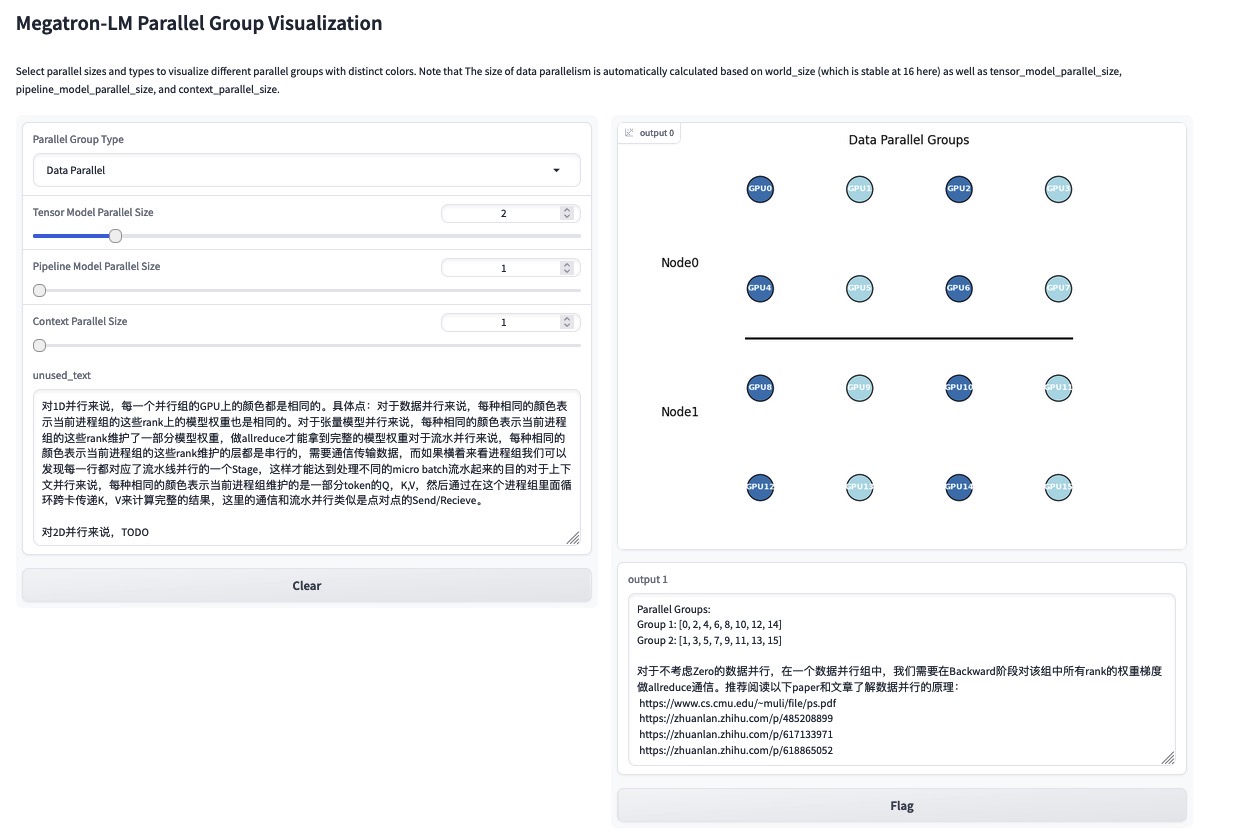 Megatron-LM Parallel Group Visualization
Select parallel sizes and types to visualize different parallel groups with distinct colors. Note that The size of data parallelism is automatically calculated based on world_size (which is stable at 16 here) as well as tensor_model_parallel_size,
pipeline_model_parallel_size, and context_parallel_size.
Parallel Group Type
Data Parallel
Tensor Model Parallel Size
2
Pipeline Model Parallel Size
1
Context Parallel Size
1
unused_text
对1D并行来说，每一个并行组的GPU上的颜色都是相同的。具体点：对于数据并行来说，每种相同的颜色表
示当前进程组的这些rank上的模型权重也是相同的。对于张量模型并行来说，每种相同的颜色表示当前进程
组的这些rank维护了一部分模型权重，做allreduce才能拿到完整的模型权重对于流水并行来说，每种相同的
颜色表示当前进程组的这些rank维护的层都是串行的，需要通信传输数据，而如果横着来看进程组我们可以
发现每一行都对应了流水线并行的一个Stage，这样才能达到处理不同的micro batch流水起来的目的对于上下
文并行来说，每种相同的颜色表示当前进程组维护的是一部分token的Q，K,V，然后通过在这个进程组里面循
环跨卡传递K，V来计算完整的结果，这里的通信和流水并行类似是点对点的Send/Recieve。
对2D并行来说，TODO
Clear
output 0
Data Parallel Groups
GPU0 GPU1 GPU2 GPU3
Node0
GPU4 GPU5 GPU6 GPU7
GPU8 GPU9 GPU10 GPU11
Node1
GPU12 GPU13 GPU14 GPU15
output 1
Parallel Groups:
Group 1: [0, 2, 4, 6, 8, 10, 12, 14]
Group 2: [1, 3, 5, 7, 9, 11, 13, 15]
对于不考虑Zero的数据并行，在一个数据并行组中，我们需要在Backward阶段对该组中所有rank的权重梯度
做allreduce通信。推荐阅读以下paper和文章了解数据并行的原理：
https://www.cs.cmu.edu/~muli/file/ps.pdf
https://zhuanlan.zhihu.com/p/485208899
https://zhuanlan.zhihu.com/p/617133971
https://zhuanlan.zhihu.com/p/618865052
Flag